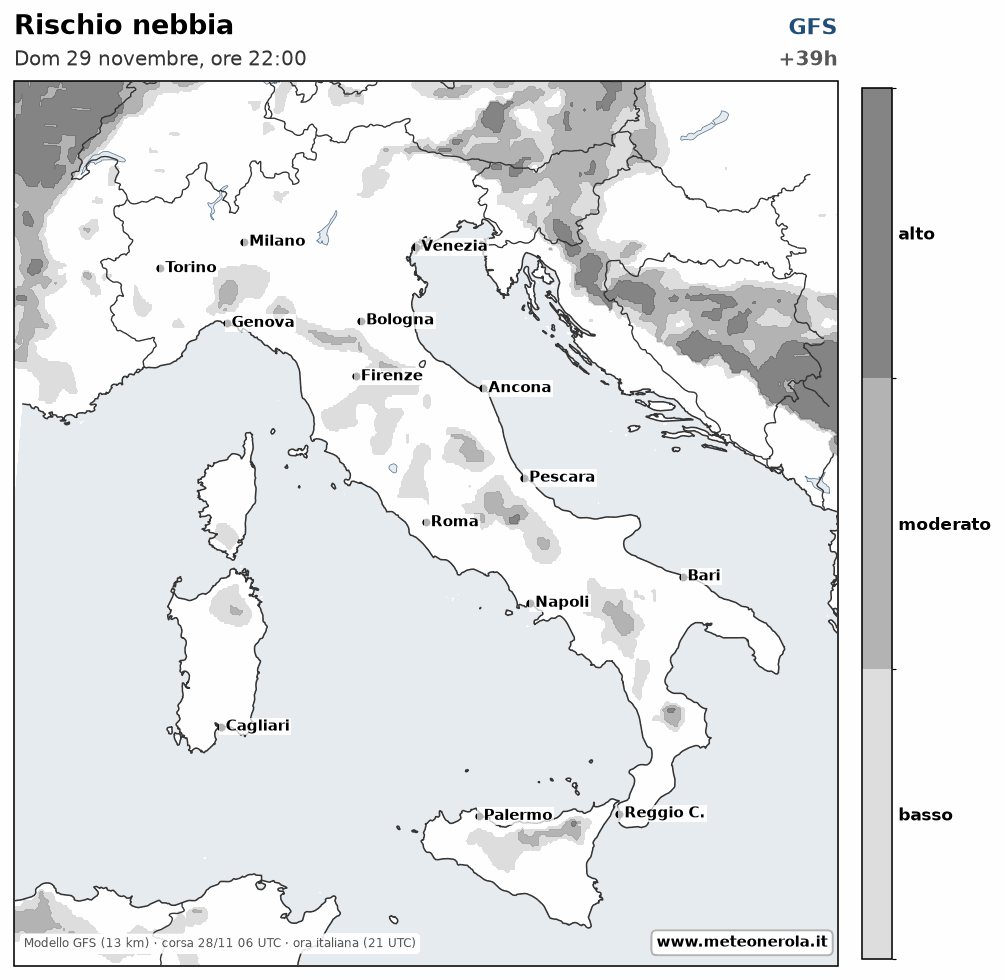 Rischio nebbia
GFS
Dom 29 novembre, ore 22:00
+39h
alto
Venezia
Milano
Torino
Bologna
Genova
Firenze
Ancona
Pescara
Roma
moderato
Bari
Napoli
Cagliari
Reggio C.
Palermo
basso
Modello GFS (13 km) · corsa 28/11 06 UTC · ora italiana (21 UTC)
www.meteonerola.it